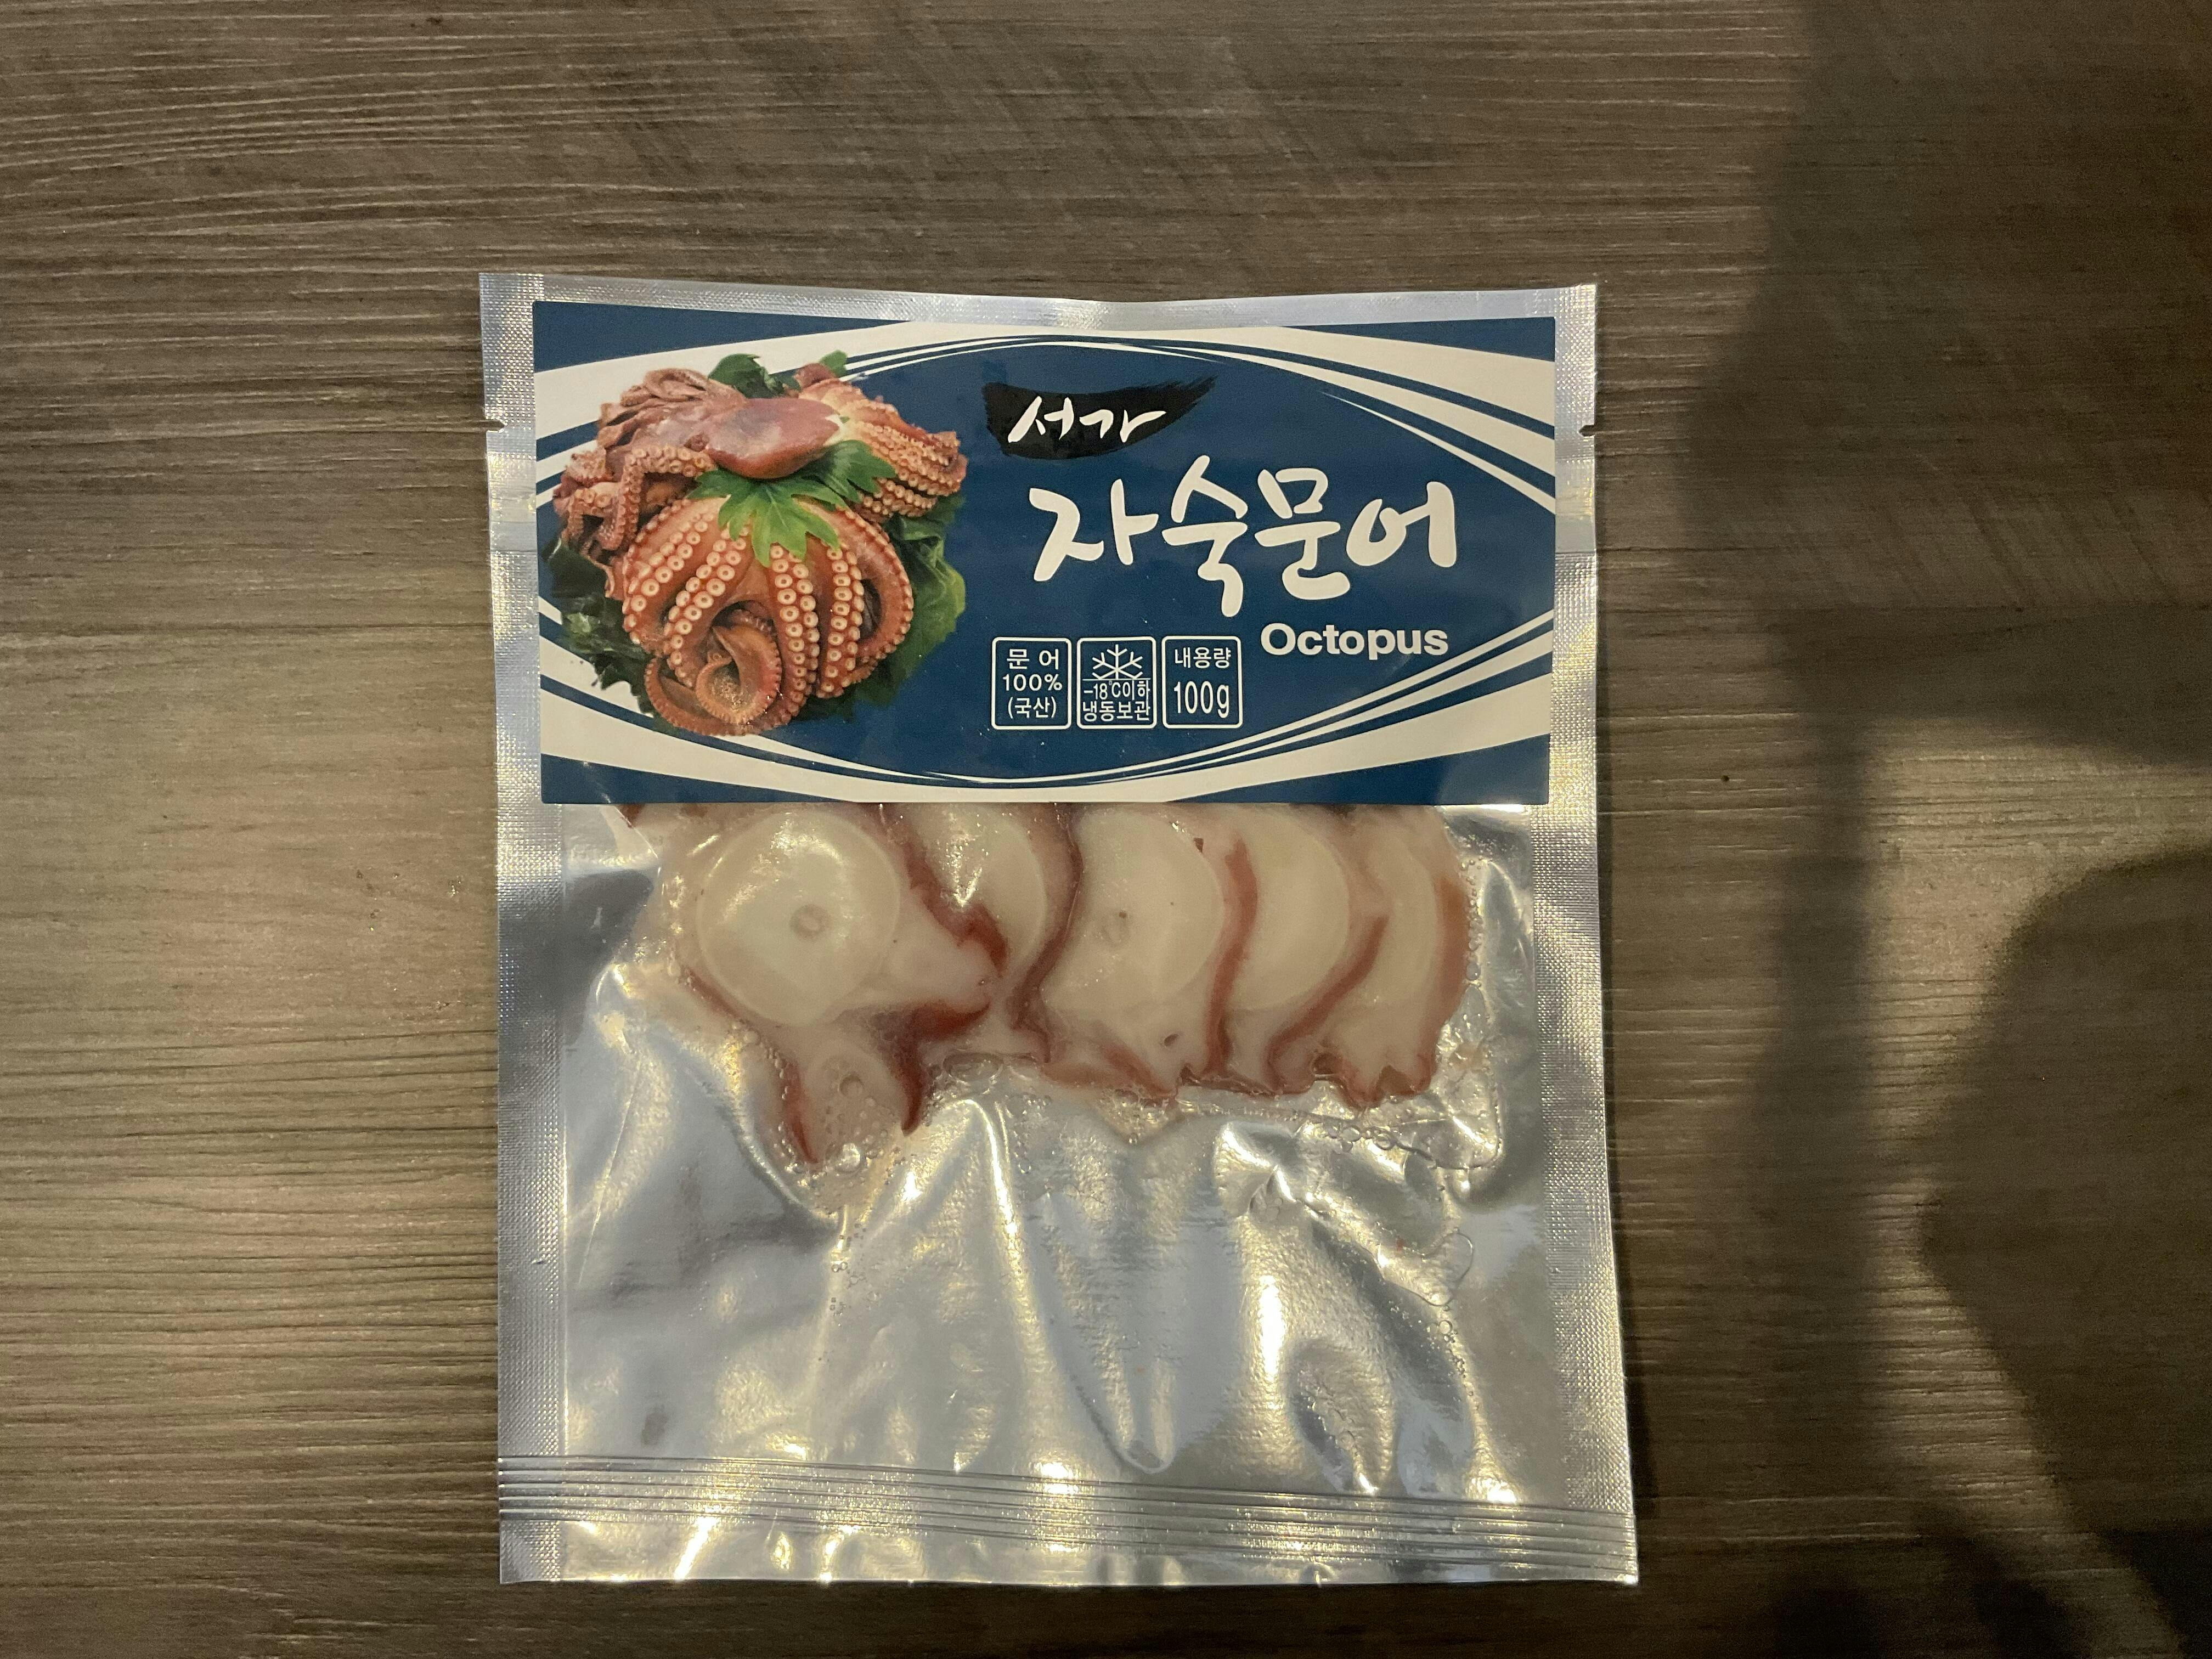 서가
자숙문어
Octopus
문 어
100%
(국산)
-18℃이하
냉동보관
내용량
100g